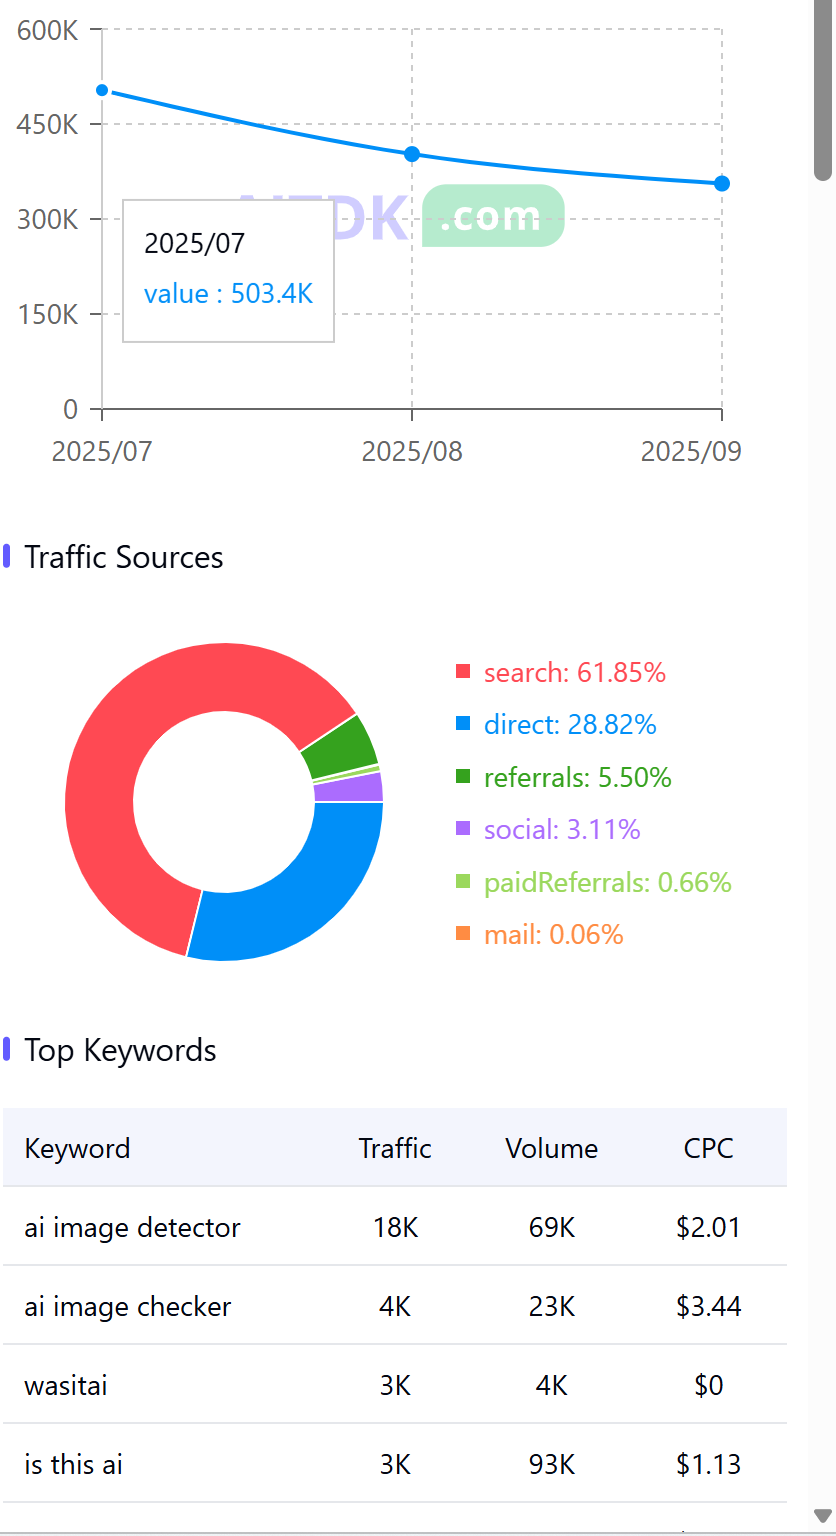 600K
450K
300K
150K
0
.com
2025/07
value : 503.4K
2025/07 2025/08 2025/09
Traffic Sources
search: 61.85%
direct: 28.82%
referrals: 5.50%
social: 3.11%
paidReferrals: 0.66%
mail: 0.06%
Top Keywords
Keyword Traffic Volume CPC
ai image detector 18K 69K $2.01
ai image checker 4K 23K $3.44
wasitai 3K 4K $0
is this ai 3K 93K $1.13